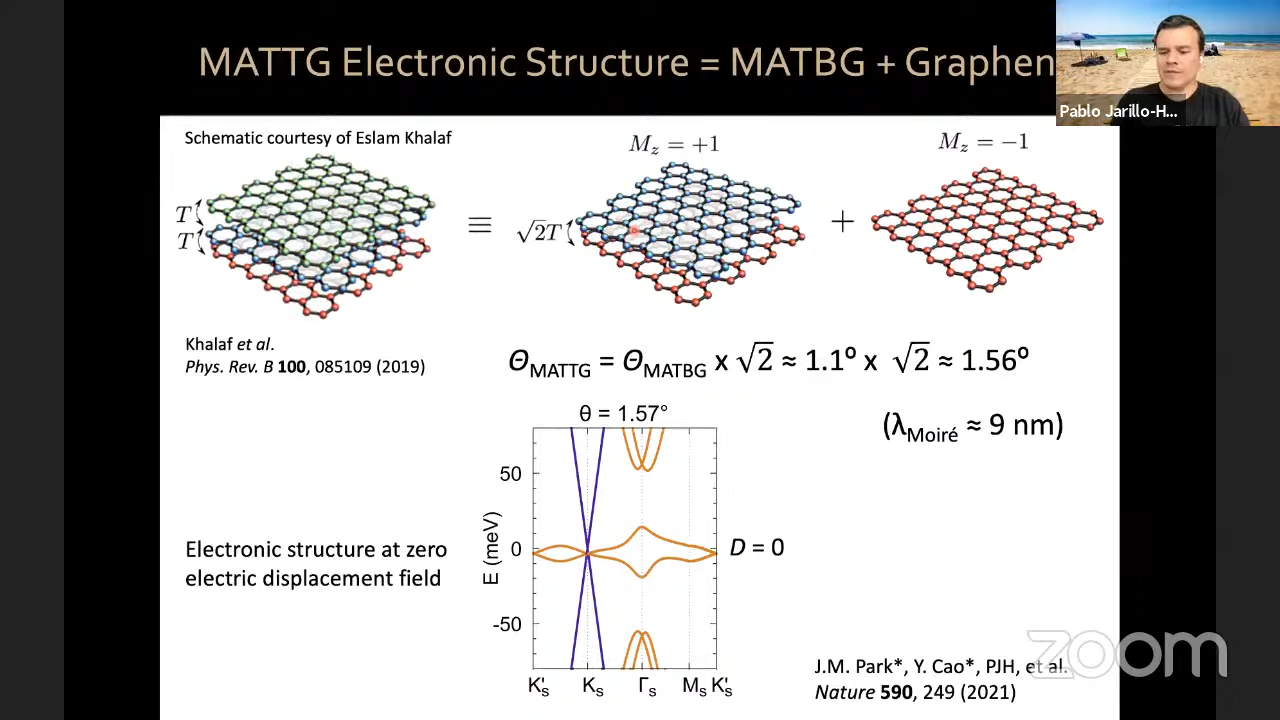 MATTG Electronic Structure = MATBG + Graphen
Pablo Jarillo-H...
Schematic courtesy of Eslam Khalaf
M_z = +1
M_z = −1
T
T
≡
√2T
+
Khalaf et al.
Phys. Rev. B 100, 085109 (2019)
Θ_MATTG = Θ_MATBG x √2 ≈ 1.1º x √2 ≈ 1.56º
(λ_Moiré ≈ 9 nm)
θ = 1.57°
50
0
-50
E (meV)
K'_s K_s Γ_s M_s K'_s
D = 0
Electronic structure at zero
electric displacement field
J.M. Park*, Y. Cao*, PJH, et al.
Nature 590, 249 (2021)
zoom